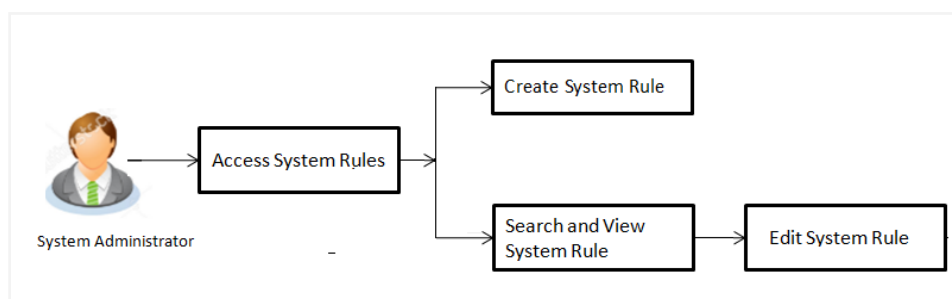 Create System Rule
Access System Rules
System Administrator
Search and View
System Rule
Edit System Rule